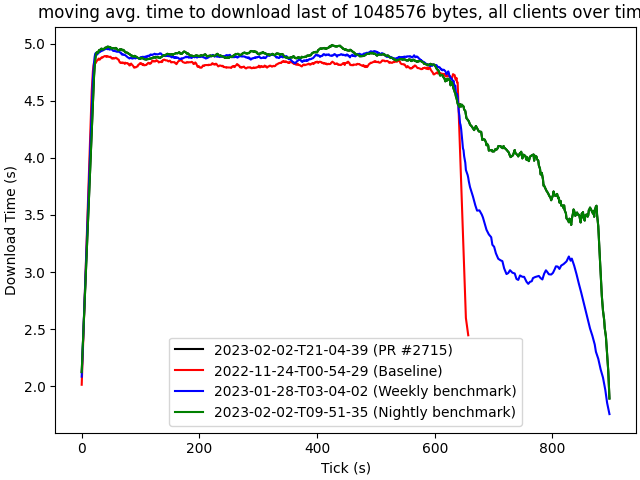 moving avg. time to download last of 1048576 bytes, all clients over tim
5.0
4.5
4.0
3.5
3.0
2.5
2.0
Download Time (s)
2023-02-02-T21-04-39 (PR #2715)
2022-11-24-T00-54-29 (Baseline)
2023-01-28-T03-04-02 (Weekly benchmark)
2023-02-02-T09-51-35 (Nightly benchmark)
0 200 400 600 800
Tick (s)